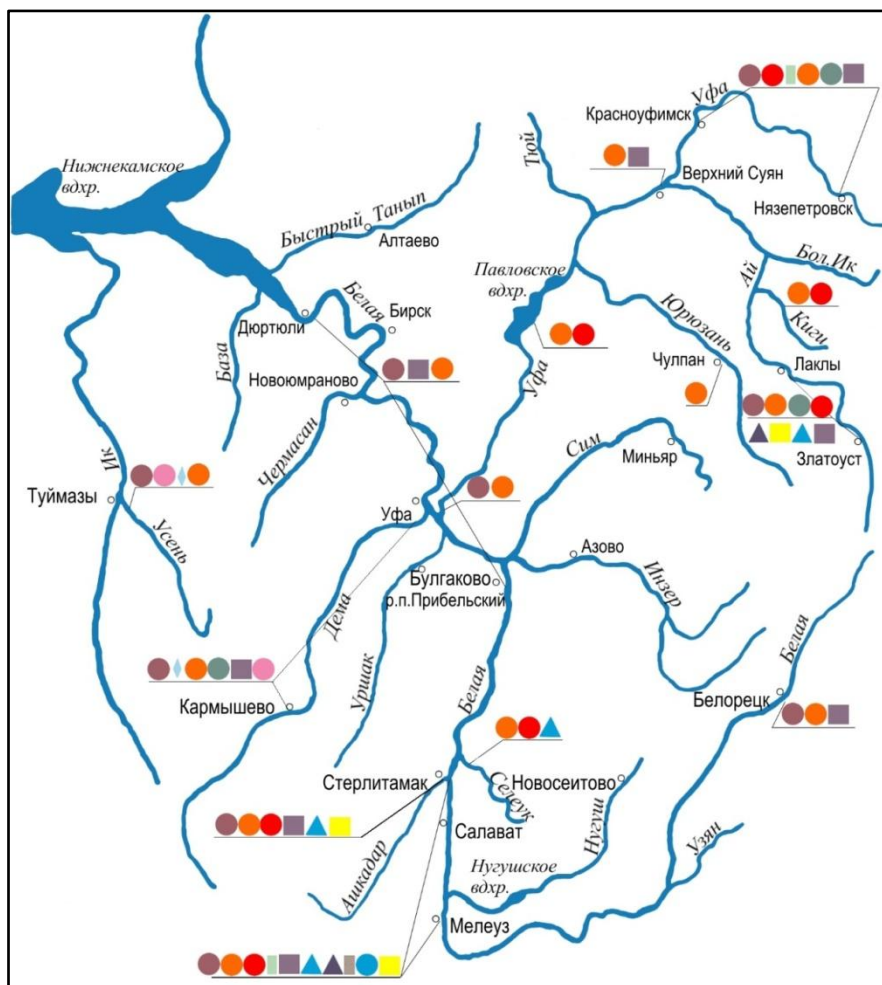 Уфа
Красноуфимск
Тюй
Верхний Суян
Нижнекамское
вдхр.
Нязепетровск
Быстрый Танып
Алтаево
Бол.Ик
Павловское
вдхр.
Ай
Белая
Бирск
Киги
Юрюзань
Дюртюли
База
Чулпан
Лаклы
Новоюмраново
Уфа
Чермасан
Сим
Миньяр
Златоуст
Ик
Туймазы
Усень
Уфа
Азово
Булгаково
р.п.Прибельский
Инзер
Дема
Белая
Уршак
Белая
Кармышево
Белорецк
Стерлитамак
Селеук
Новосеитово
Нугуш
Салават
Узян
Ашкадар
Нугушское
вдхр.
Мелеуз